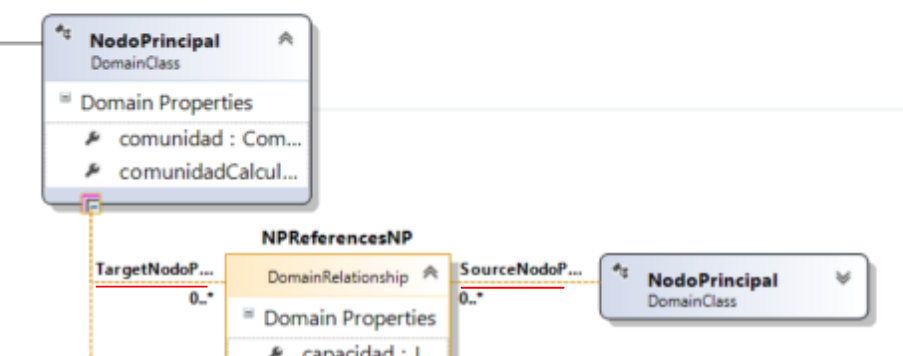 NodoPrincipal
DomainClass
Domain Properties
comunidad : Com...
comunidadCalcul...
NPReferencesNP
TargetNodoP...
0..*
DomainRelationship
SourceNodoP...
0..*
Domain Properties
capacidad : I
NodoPrincipal
DomainClass